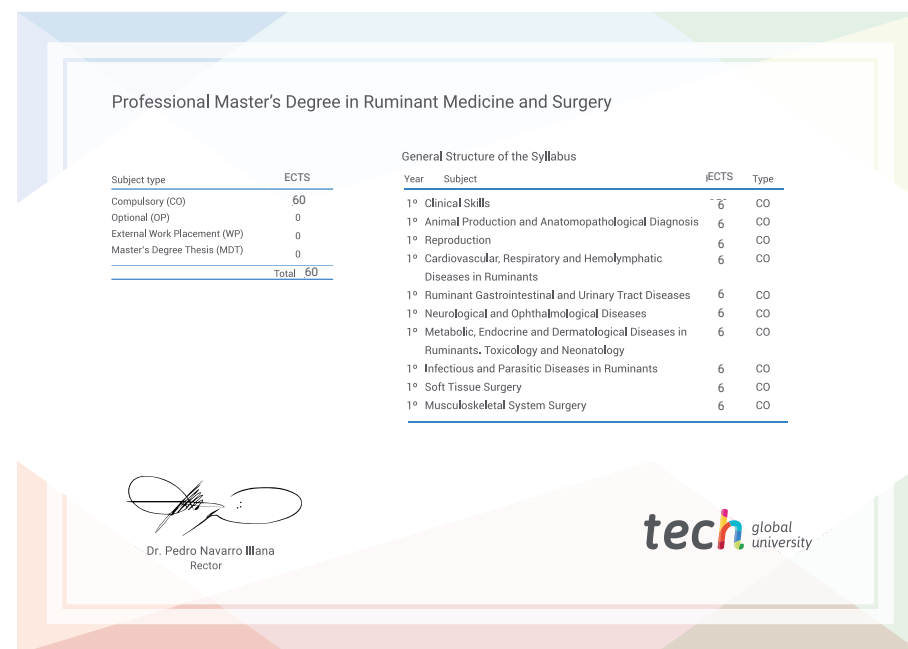 Professional Master's Degree in Ruminant Medicine and Surgery
Subject type ECTS
Compulsory (CO) 60
Optional (OP) 0
External Work Placement (WP) 0
Master's Degree Thesis (MDT) 0
Total 60
General Structure of the Syllabus
Year Subject ECTS Type
1º Clinical Skills 6 CO
1º Animal Production and Anatomopathological Diagnosis 6 CO
1º Reproduction 6 CO
1º Cardiovascular, Respiratory and Hemolymphatic 6 CO
Diseases in Ruminants
1º Ruminant Gastrointestinal and Urinary Tract Diseases 6 CO
1º Neurological and Ophthalmological Diseases 6 CO
1º Metabolic, Endocrine and Dermatological Diseases in 6 CO
Ruminants. Toxicology and Neonatology
1º Infectious and Parasitic Diseases in Ruminants 6 CO
1º Soft Tissue Surgery 6 CO
1º Musculoskeletal System Surgery 6 CO
Dr. Pedro Navarro Illana
Rector
tech global
university